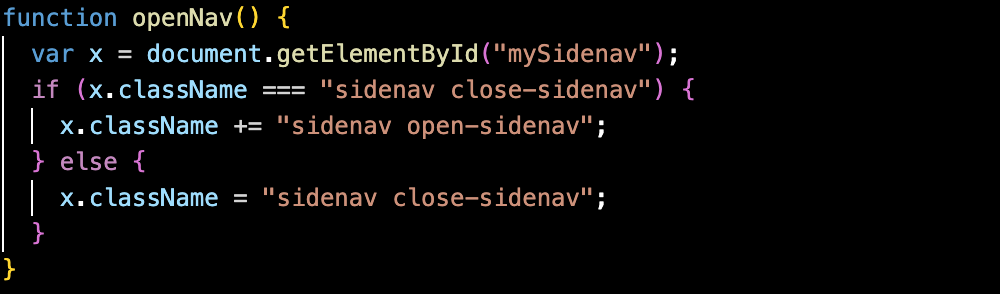 function openNav() {
  var x = document.getElementById("mySidenav");
  if (x.className === "sidenav close-sidenav") {
    x.className += "sidenav open-sidenav";
  } else {
    x.className = "sidenav close-sidenav";
  }
}